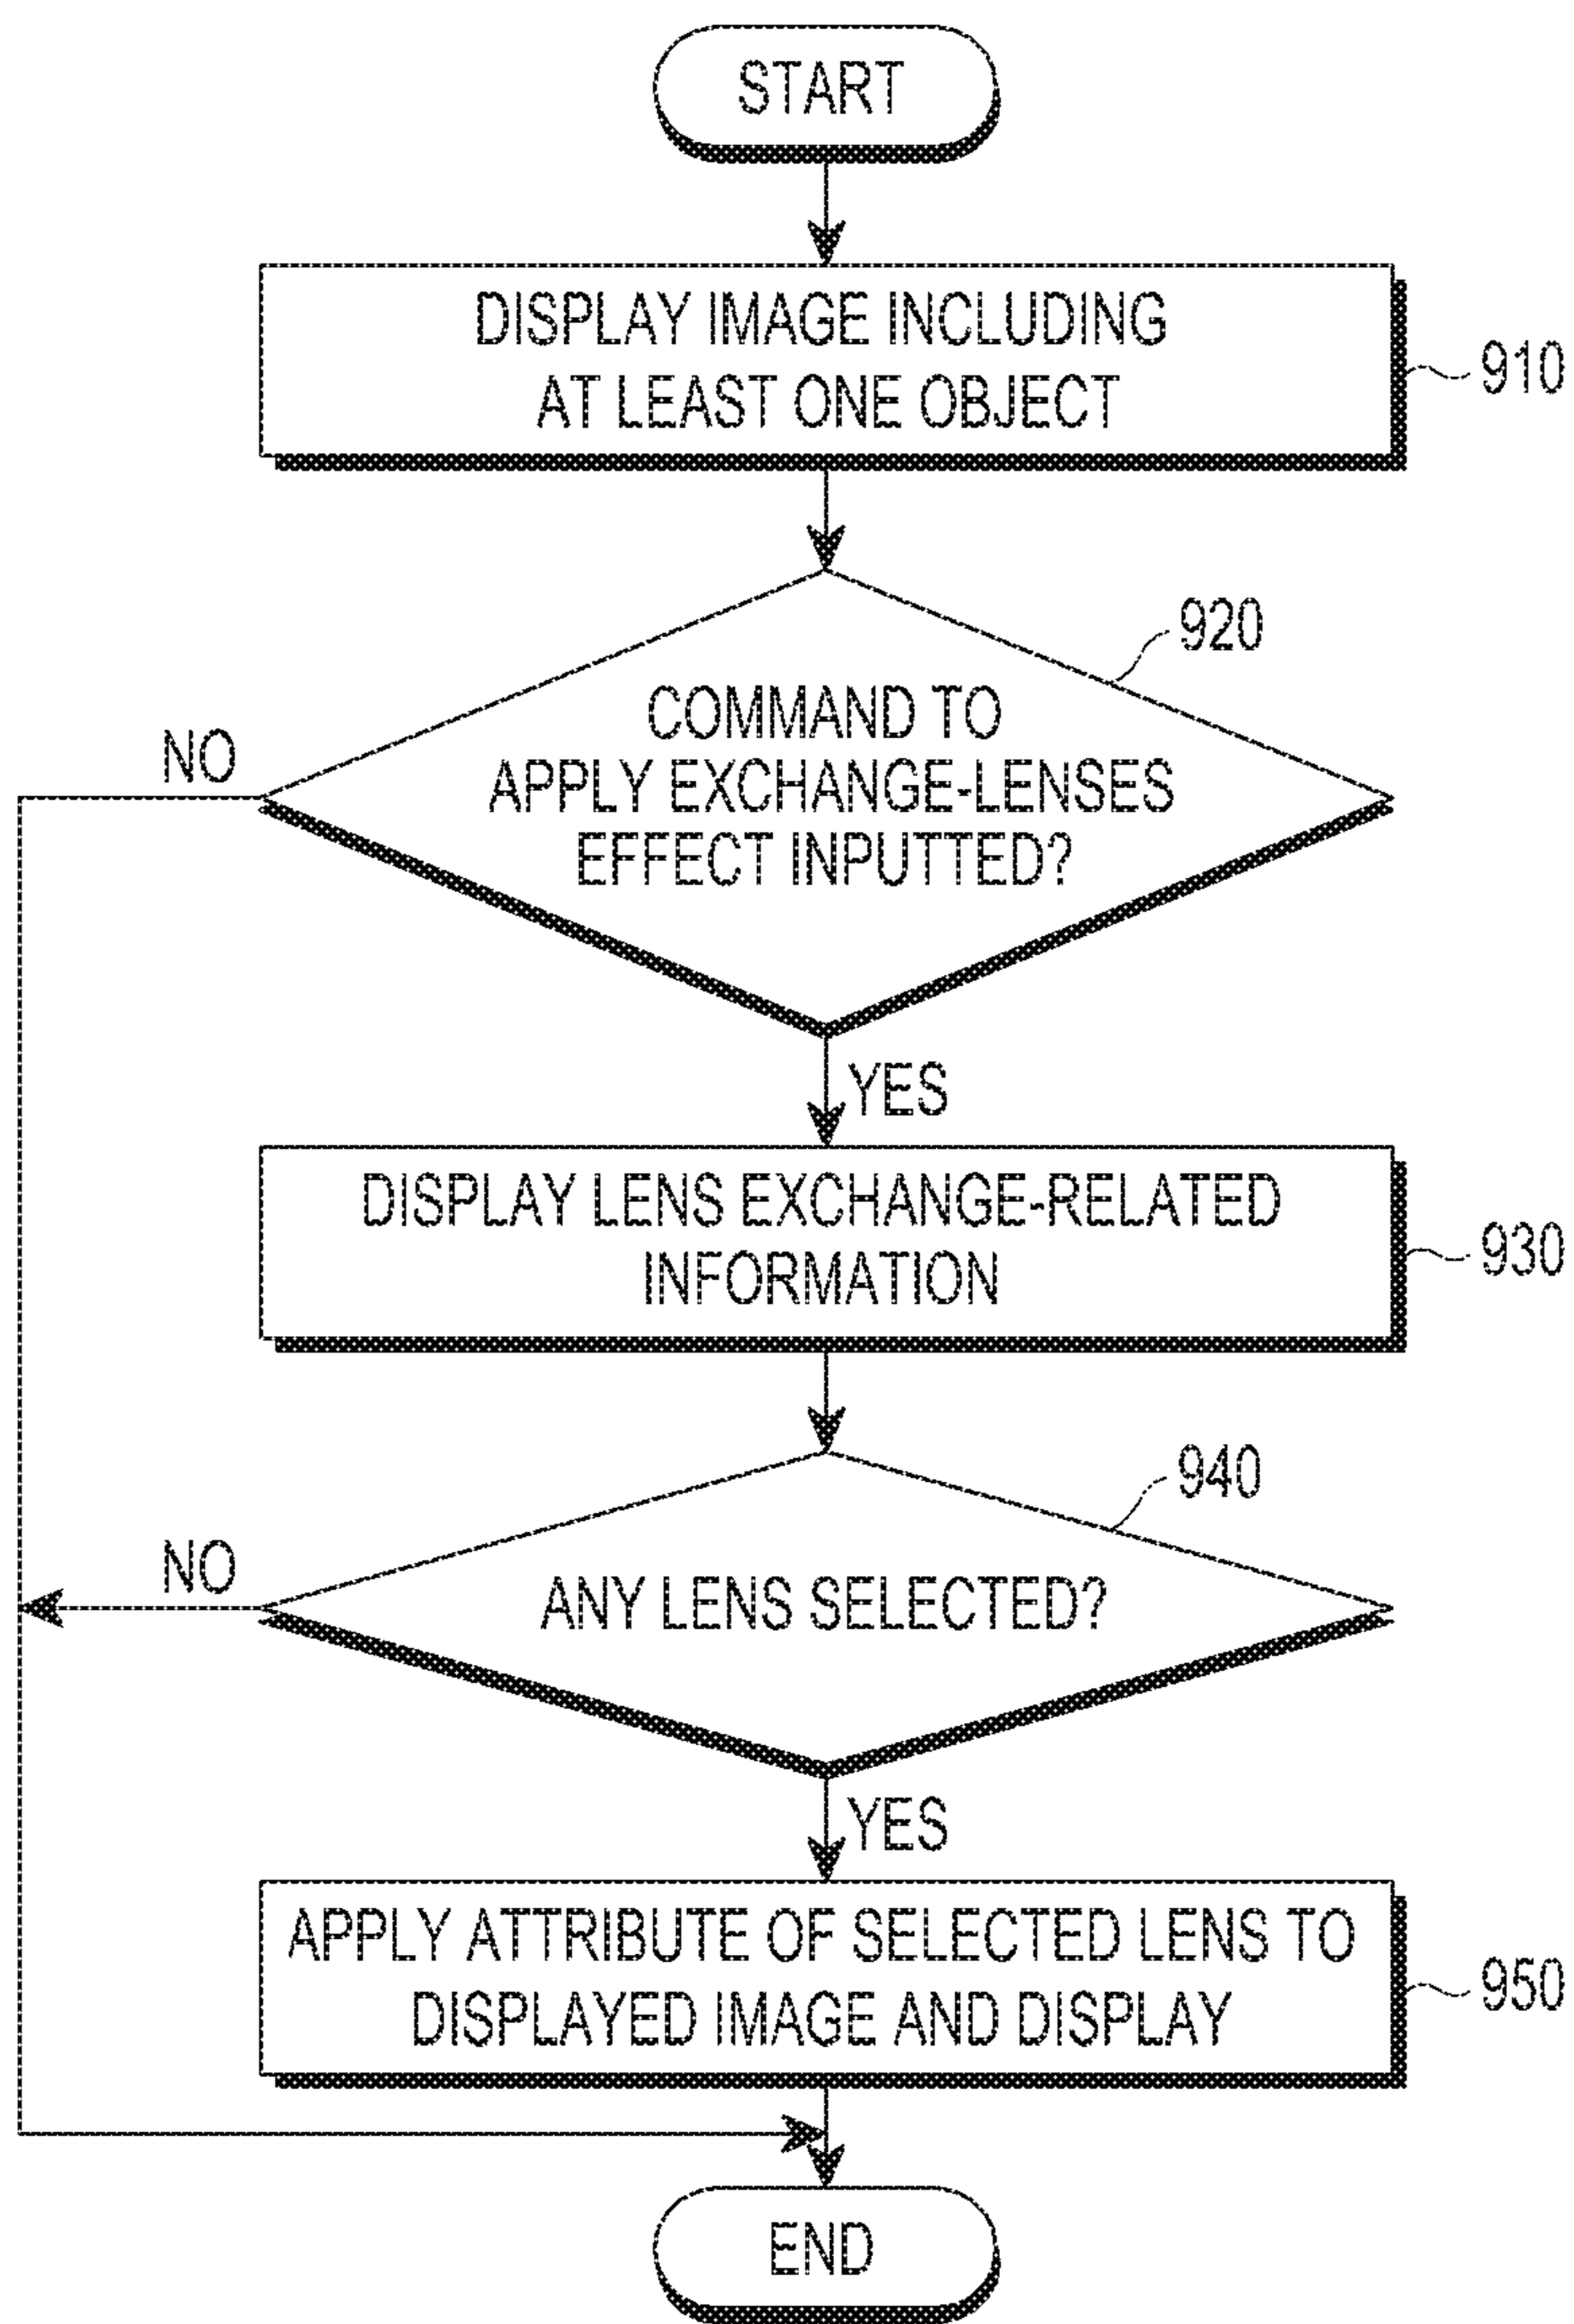 START
DISPLAY IMAGE INCLUDING
AT LEAST ONE OBJECT
910
920
COMMAND TO
APPLY EXCHANGE-LENSES
EFFECT INPUTTED?
NO
YES
DISPLAY LENS EXCHANGE-RELATED
INFORMATION
930
940
NO
ANY LENS SELECTED?
YES
APPLY ATTRIBUTE OF SELECTED LENS TO
DISPLAYED IMAGE AND DISPLAY
950
END